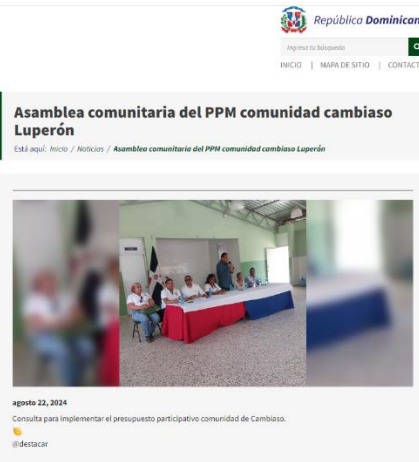 República Dominican
Ingrese tu búsqueda
INICIO | MAPA DE SITIO | CONTACT
Asamblea comunitaria del PPM comunidad cambiaso
Luperón
Está aquí: Inicio / Noticias / Asamblea comunitaria del PPM comunidad cambiaso Luperón
agosto 22, 2024
Consulta para implementar el presupuesto participativo comunidad de Cambiaso.
👏
@destacar